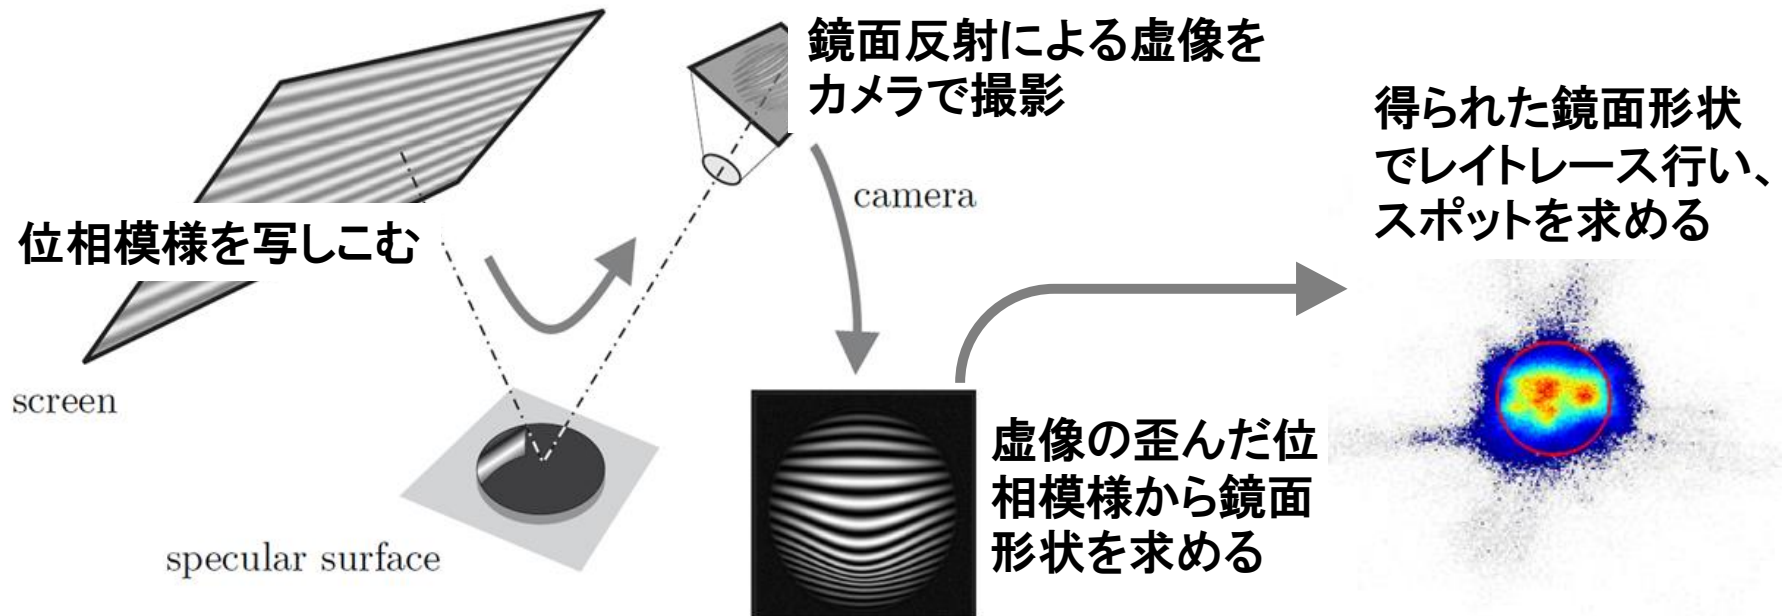 鏡面反射による虚像を
カメラで撮影
camera
位相模様を写しこむ
screen
specular surface
虚像の歪んだ位
相模様から鏡面
形状を求める
得られた鏡面形状
でレイトレース行い、
スポットを求める